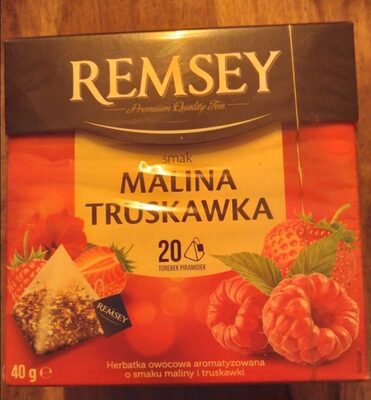 REMSEY
Premium Quality Tea
smak
MALINA
TRUSKAWKA
20
TOREBEK PIRAMIDEK
REMSEY
40 g e
Herbatka owocowa aromatyzowana
o smaku maliny i truskawki.